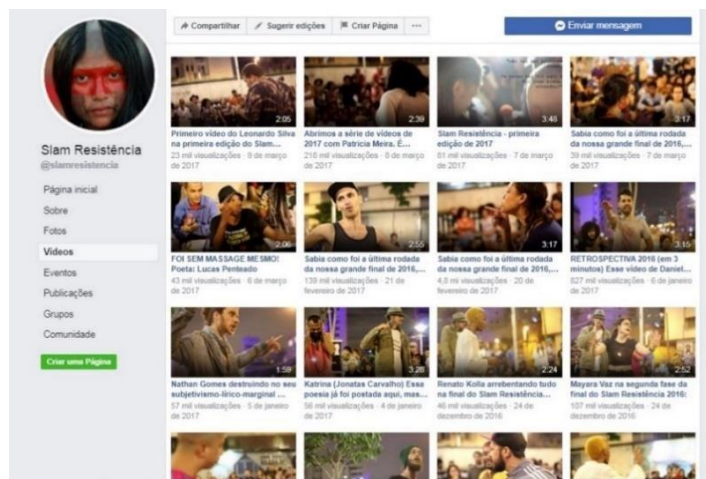 Compartilhar Sugerir edições Criar Página ... Enviar mensagem
Slam Resistência
@slamresistencia
Página inicial
Sobre
Fotos
Vídeos
Eventos
Publicações
Grupos
Comunidade
Criar uma Página
2:05
Primeiro vídeo do Leonardo Silva
na primeira edição do Slam...
23 mil visualizações · 9 de março
de 2017
2:39
Abrimos a série de vídeos de
2017 com Patricia Meira. É...
216 mil visualizações · 8 de março
de 2017
3:48
Slam Resistência - primeira
edição de 2017
61 mil visualizações · 7 de março
de 2017
3:17
Sabia como foi a última rodada
da nossa grande final de 2016,...
39 mil visualizações · 7 de março
de 2017
2:06
FOI SEM MASSAGE MESMO!
Poeta: Lucas Penteado
43 mil visualizações · 6 de março
de 2017
2:55
Sabia como foi a última rodada
da nossa grande final de 2016,...
139 mil visualizações · 21 de
fevereiro de 2017
3:17
Sabia como foi a última rodada
da nossa grande final de 2016,...
4,6 mi visualizações · 20 de
fevereiro de 2017
3:15
RETROSPECTIVA 2016 (em 3
minutos) Esse vídeo de Daniel...
527 mil visualizações · 6 de janeiro
de 2017
1:59
Nathan Gomes destruindo no seu
subjetivismo-lírico-marginal ...
57 mil visualizações · 5 de janeiro
de 2017
3:28
Katrina (Jonatas Carvalho) Essa
poesia já foi postada aqui, mas...
56 mil visualizações · 4 de janeiro
de 2017
2:24
Renato Kolla arrebentando tudo
na final do Slam Resistência...
46 mil visualizações · 24 de
dezembro de 2016
2:52
Mayara Vaz na segunda fase da
final do Slam Resistência 2016:
107 mil visualizações · 24 de
dezembro de 2016